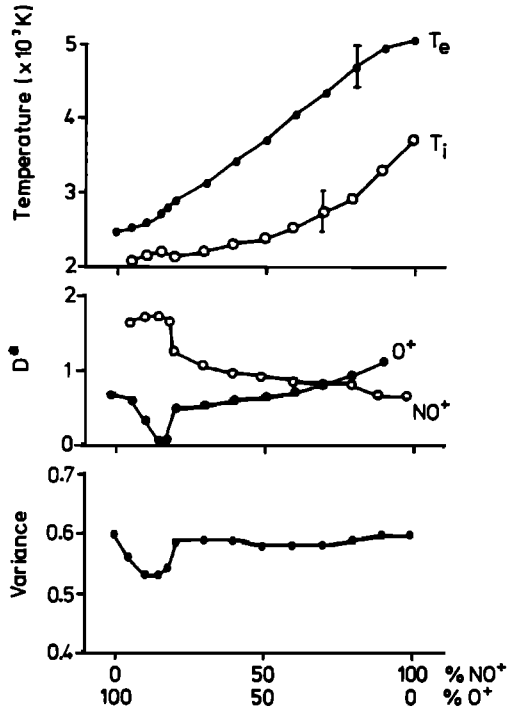 Temperature (x 10³K)
5
4
3
2
Te
Ti
D*
2
1
0
O⁺
NO⁺
Variance
0.7
0.6
0.5
0.4
0 50 100 % NO⁺
100 50 0 % O⁺